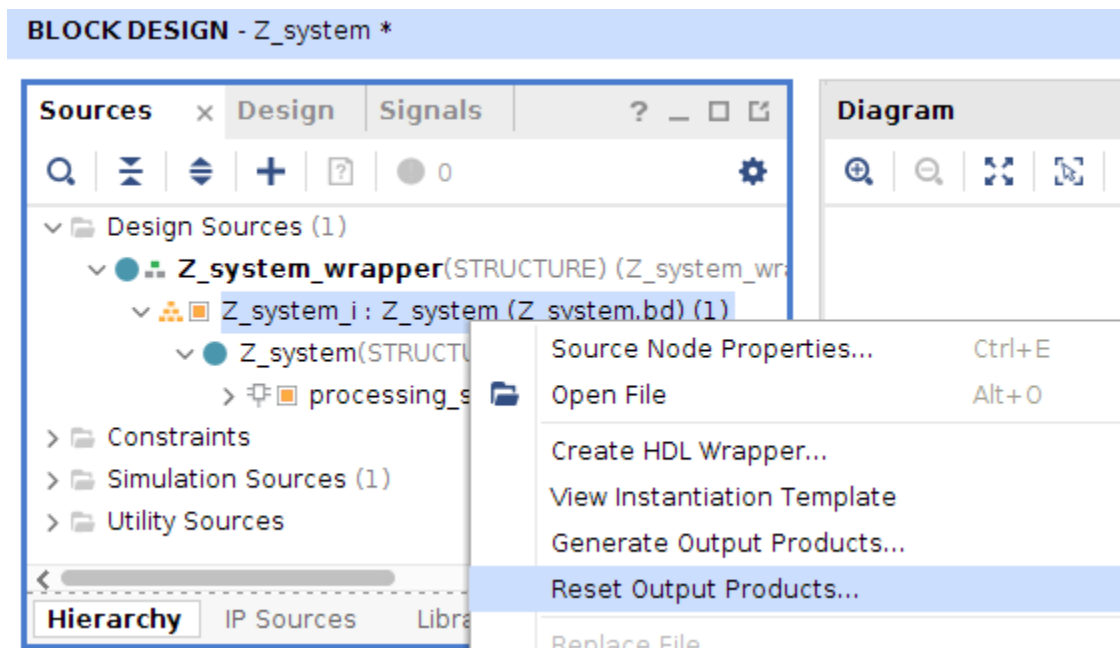 BLOCK DESIGN - Z_system *
Sources × Design Signals ? Diagram
0
Design Sources (1)
Z_system_wrapper(STRUCTURE) (Z_system_wra
Z_system_i : Z_system (Z_system.bd) (1)
Z_system(STRUCTU
processing_s
Constraints
Simulation Sources (1)
Utility Sources
Hierarchy IP Sources Libra
Source Node Properties... Ctrl+E
Open File Alt+O
Create HDL Wrapper...
View Instantiation Template
Generate Output Products...
Reset Output Products...
Replace File